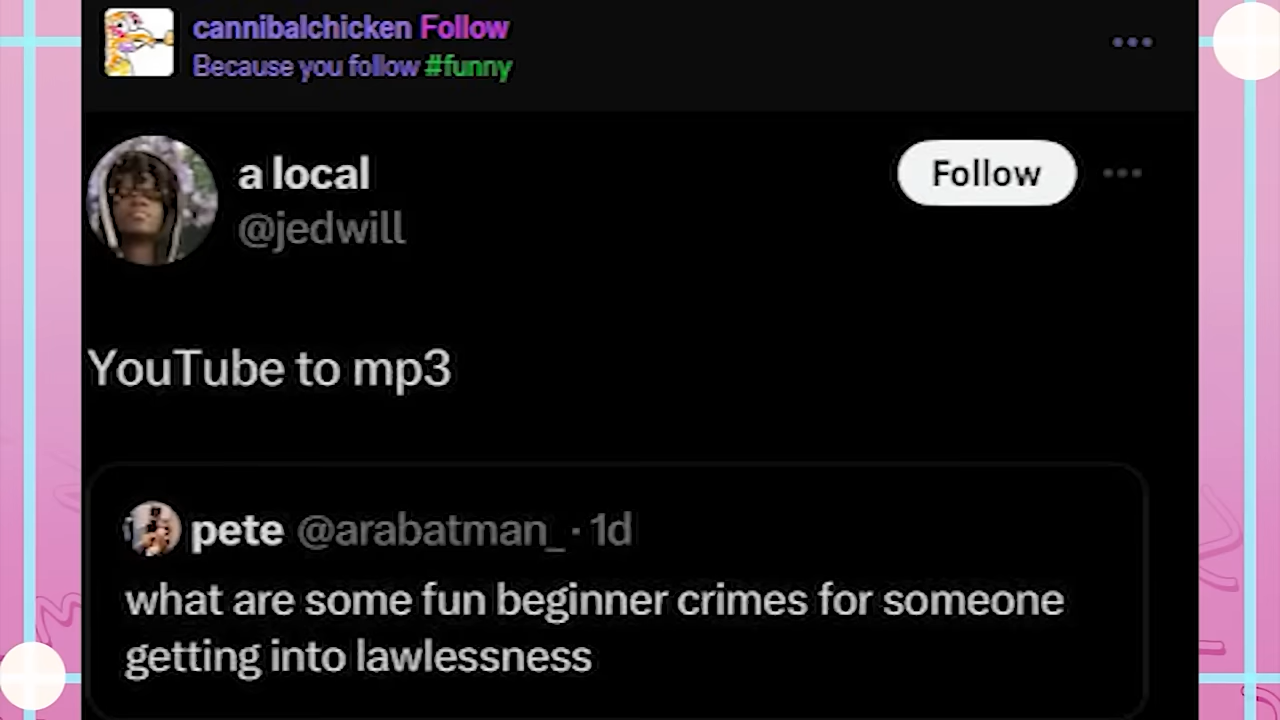 cannibalchicken Follow
Because you follow #funny
a local
@jedwill
Follow
YouTube to mp3
pete @arabatman_ · 1d
what are some fun beginner crimes for someone
getting into lawlessness